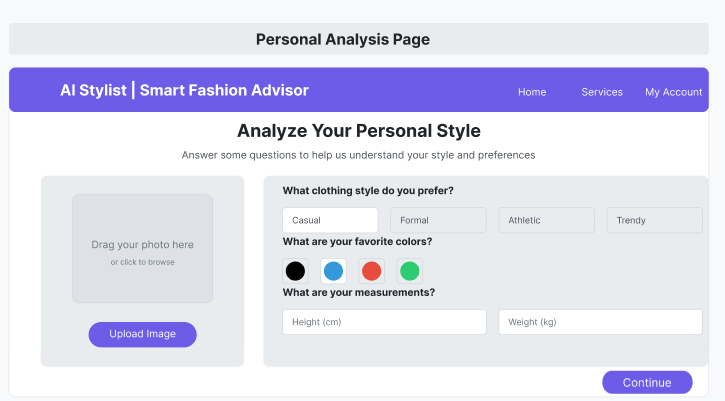 Personal Analysis Page
AI Stylist | Smart Fashion Advisor
Home Services My Account
Analyze Your Personal Style
Answer some questions to help us understand your style and preferences
Drag your photo here
or click to browse
Upload Image
What clothing style do you prefer?
Casual Formal Athletic Trendy
What are your favorite colors?
What are your measurements?
Height (cm) Weight (kg)
Continue